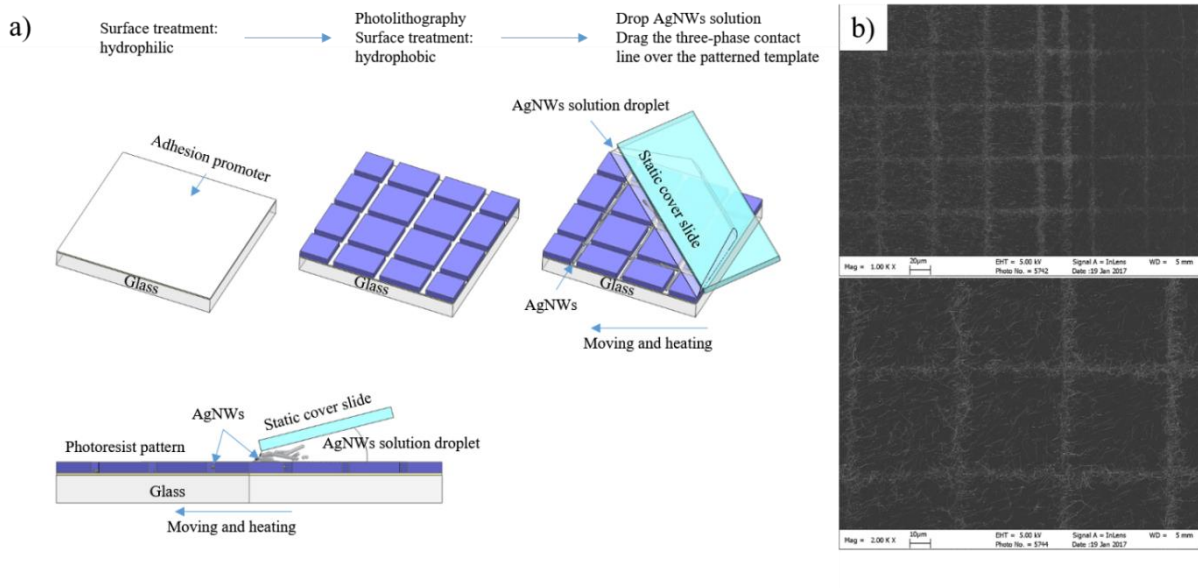 a)
Surface treatment:
hydrophilic
Photolithography
Surface treatment:
hydrophobic
Drop AgNWs solution
Drag the three-phase contact
line over the patterned template
Adhesion promoter
Glass
Glass
AgNWs solution droplet
Static cover slide
Glass
AgNWs
Moving and heating
AgNWs
Static cover slide
Photoresist pattern
AgNWs solution droplet
Glass
Moving and heating
b)
Mag = 1.00 K X
20µm
EHT = 5.00 kV
Signal A = InLens
WD = 5 mm
Photo No. = 5742
Date :19 Jan 2017
Mag = 2.00 K X
10µm
EHT = 5.00 kV
Signal A = InLens
WD = 5 mm
Photo No. = 5744
Date :19 Jan 2017